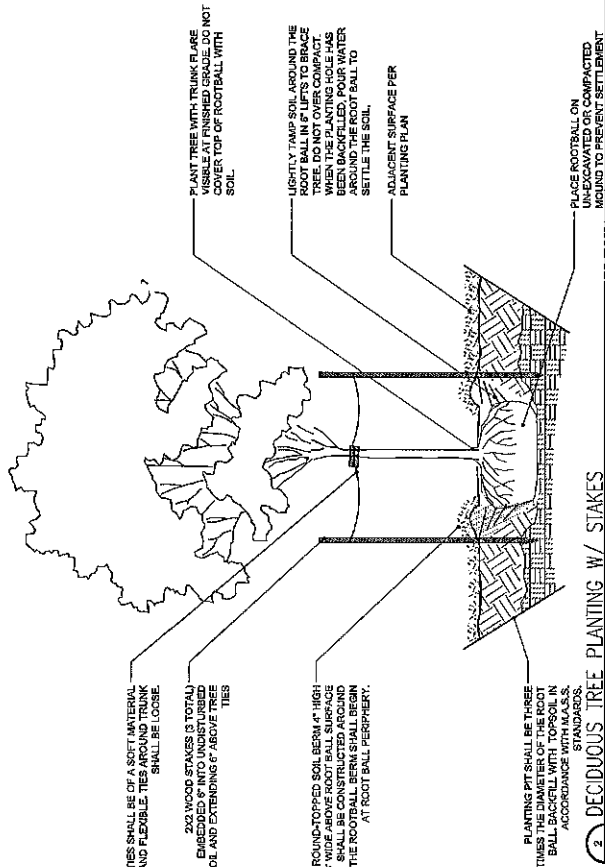 TIES SHALL BE OF A SOFT MATERIAL
AND FLEXIBLE. TIES AROUND TRUNK
SHALL BE LOOSE.
2X2 WOOD STAKES (3 TOTAL)
EMBEDDED 6" INTO UNDISTURBED
OIL AND EXTENDING 6" ABOVE TREE
TIES
ROUND-TOPPED SOIL BERM 4" HIGH
" WIDE ABOVE ROOT BALL SURFACE
SHALL BE CONSTRUCTED AROUND
THE ROOTBALL. BERM SHALL BEGIN
AT ROOT BALL PERIPHERY.
PLANTING PIT SHALL BE THREE
TIMES THE DIAMETER OF THE ROOT
BALL. BACKFILL WITH TOPSOIL IN
ACCORDANCE WITH M.A.S.S.
STANDARDS.
PLANT TREE WITH TRUNK FLARE
VISIBLE AT FINISHED GRADE. DO NOT
COVER TOP OF ROOTBALL WITH
SOIL.
LIGHTLY TAMP SOIL AROUND THE
ROOT BALL IN 6" LIFTS TO BRACE
TREE. DO NOT OVER COMPACT.
WHEN THE PLANTING HOLE HAS
BEEN BACKFILLED, POUR WATER
AROUND THE ROOT BALL TO
SETTLE THE SOIL.
ADJACENT SURFACE PER
PLANTING PLAN
PLACE ROOTBALL ON
UN-EXCAVATED OR COMPACTED
MOUND TO PREVENT SETTLEMENT
2 DECIDUOUS TREE PLANTING W/ STAKES